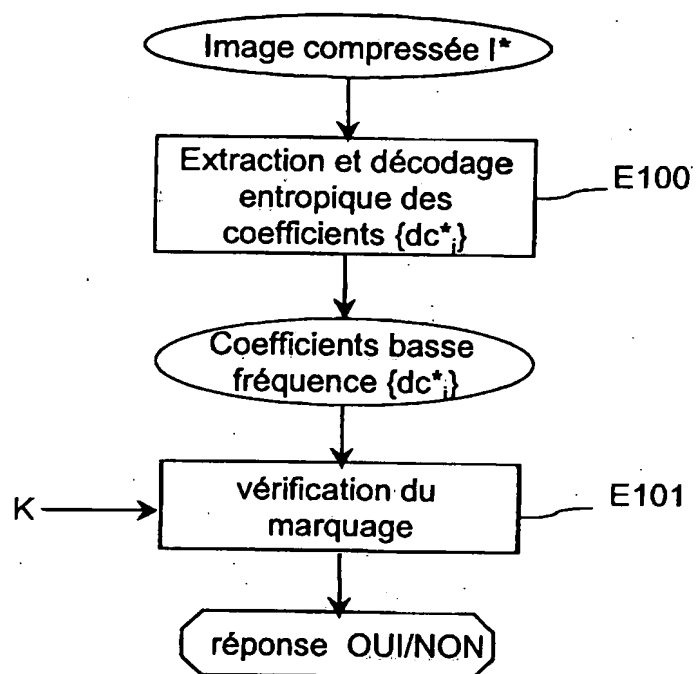 Image compressée I*
Extraction et décodage
entropique des
coefficients {dc*i}
E100
Coefficients basse
fréquence {dc*i}
K
vérification du
marquage
E101
réponse OUI/NON